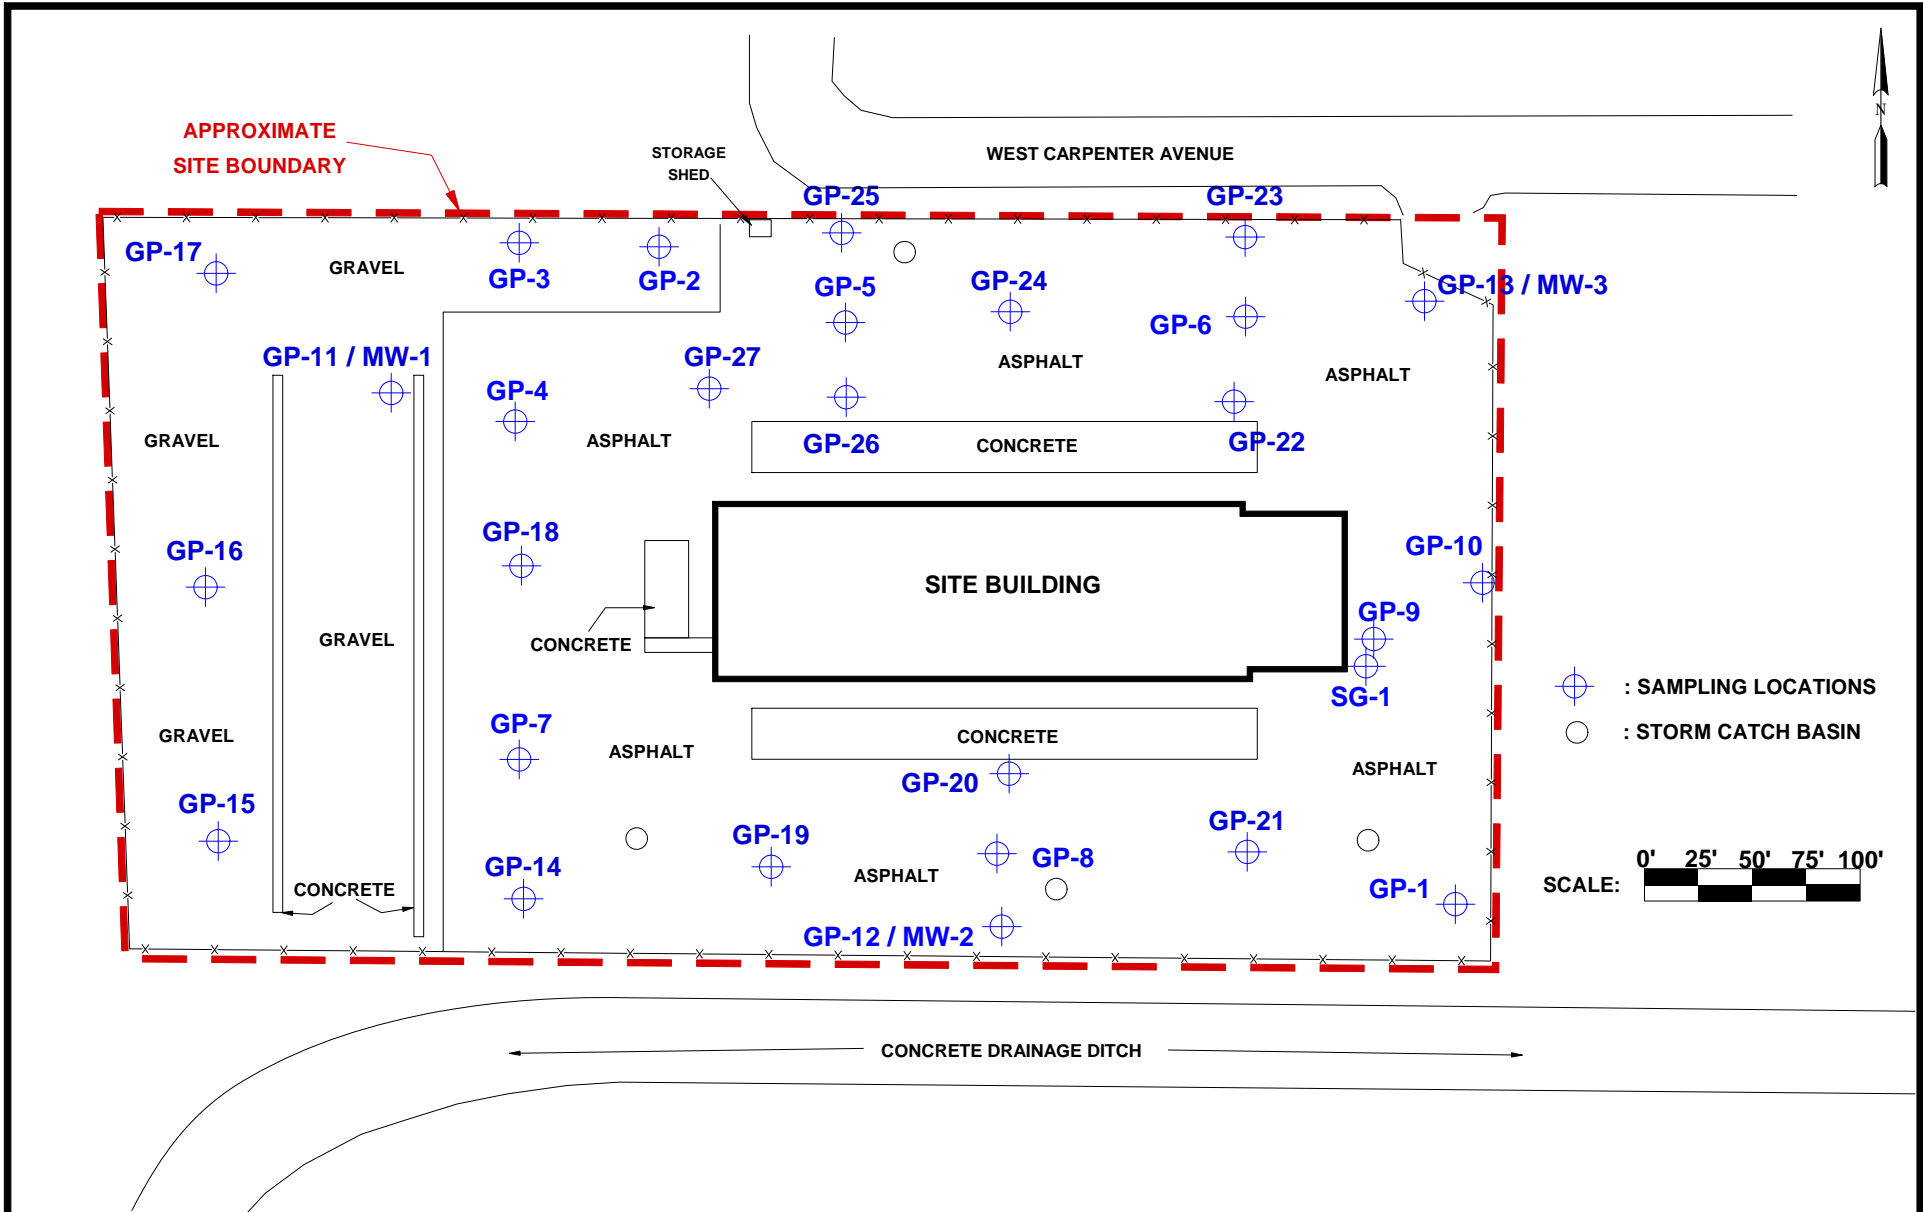 N
APPROXIMATE
SITE BOUNDARY
STORAGE
SHED
WEST CARPENTER AVENUE
GP-25
GP-23
GP-17
GRAVEL
GP-3
GP-2
GP-5
GP-24
GP-13 / MW-3
GP-6
GP-11 / MW-1
GP-27
ASPHALT
ASPHALT
GP-4
GRAVEL
ASPHALT
GP-26
CONCRETE
GP-22
GP-18
GP-16
GP-10
SITE BUILDING
GP-9
GRAVEL
CONCRETE
SG-1
: SAMPLING LOCATIONS
GP-7
GRAVEL
ASPHALT
CONCRETE
: STORM CATCH BASIN
ASPHALT
GP-20
GP-15
GP-19
GP-21
GP-8
0' 25' 50' 75' 100'
SCALE:
GP-14
ASPHALT
CONCRETE
GP-1
GP-12 / MW-2
CONCRETE DRAINAGE DITCH